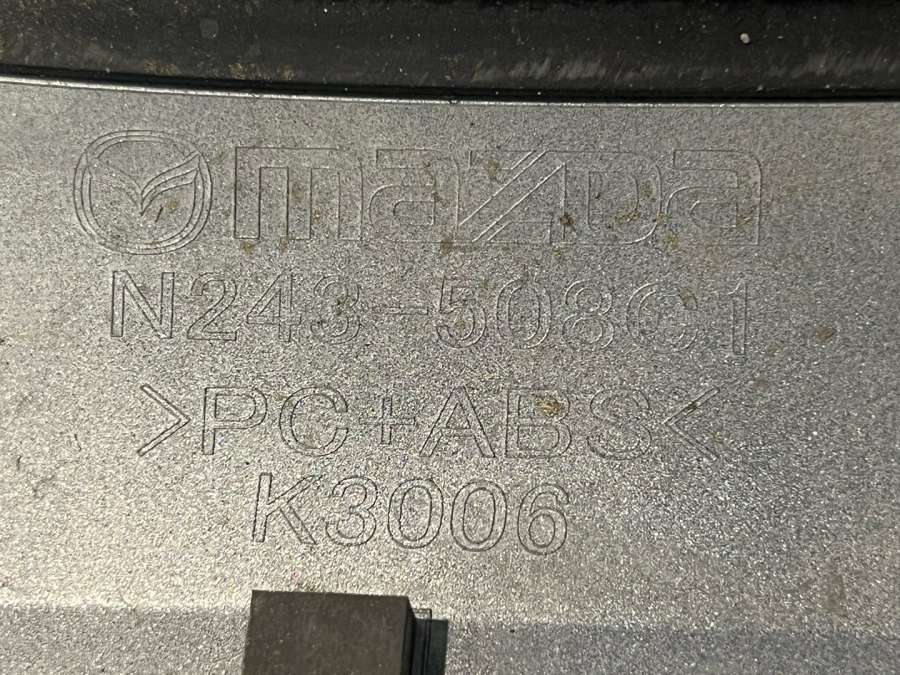 mazda
N243-508C1
>PC+ABS<
K3006